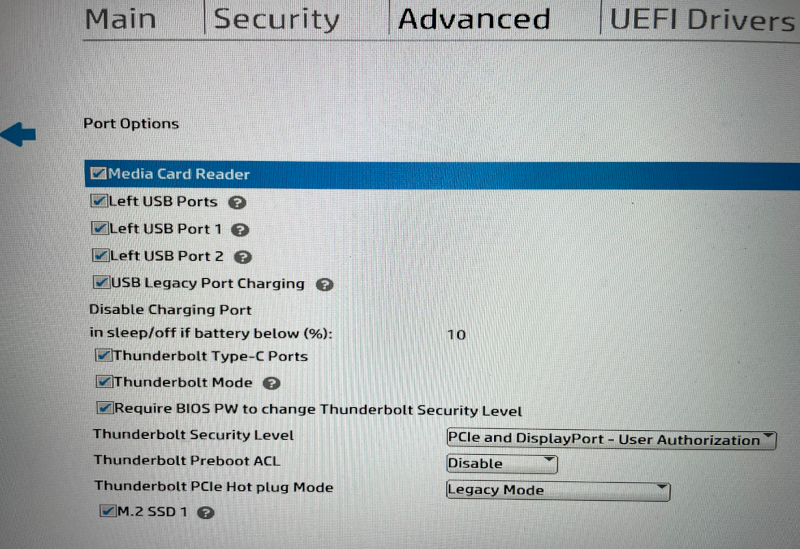 Main Security Advanced UEFI Drivers
Port Options
Media Card Reader
Left USB Ports ?
Left USB Port 1 ?
Left USB Port 2 ?
USB Legacy Port Charging ?
Disable Charging Port
in sleep/off if battery below (%): 10
Thunderbolt Type-C Ports
Thunderbolt Mode ?
Require BIOS PW to change Thunderbolt Security Level
Thunderbolt Security Level PCIe and DisplayPort - User Authorization
Thunderbolt Preboot ACL Disable
Thunderbolt PCIe Hot plug Mode Legacy Mode
M.2 SSD 1 ?